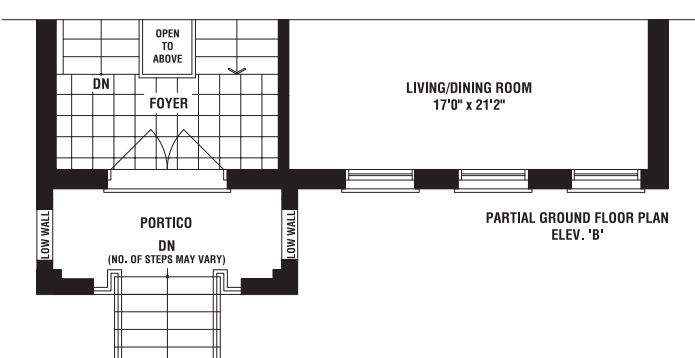 OPEN
TO
ABOVE
DN
FOYER
LIVING/DINING ROOM
17'0" x 21'2"
LOW WALL
PORTICO
DN
(NO. OF STEPS MAY VARY)
LOW WALL
PARTIAL GROUND FLOOR PLAN
ELEV. 'B'